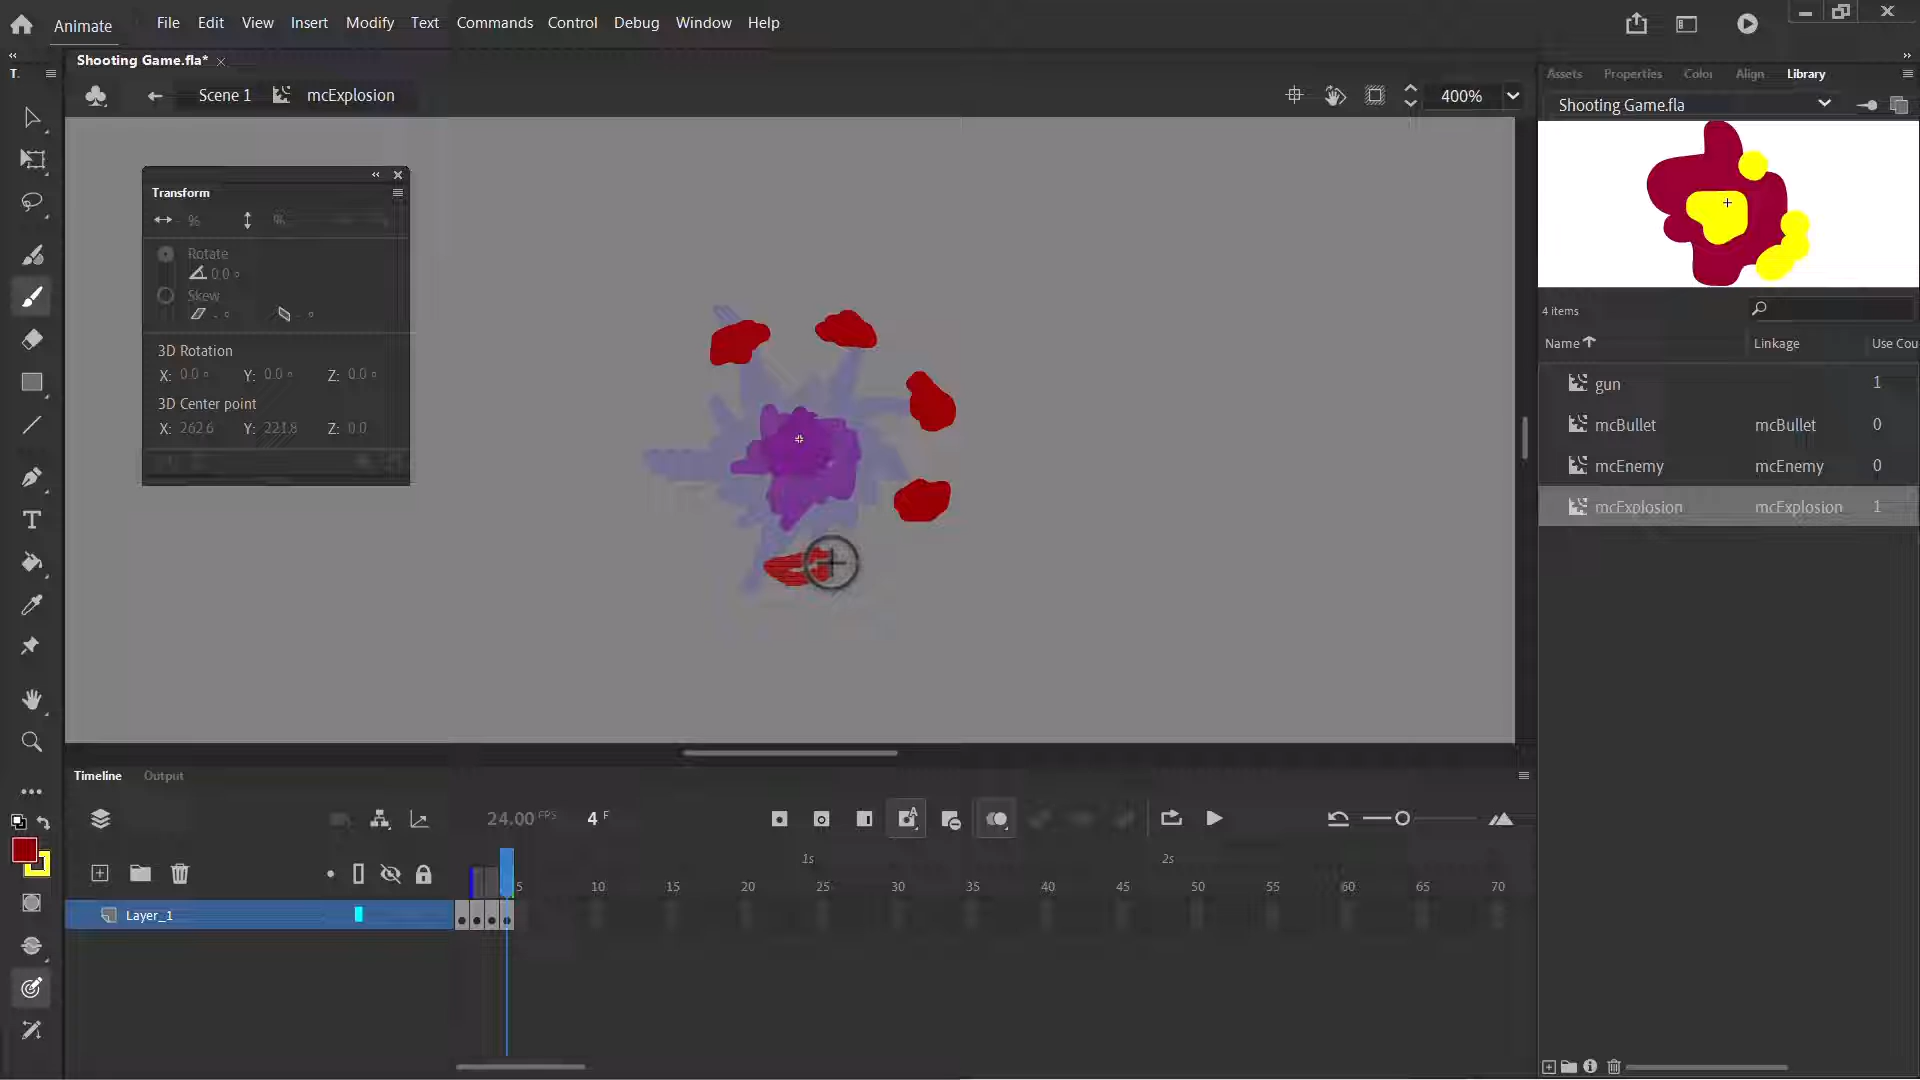 Animate File Edit View Insert Modify Text Commands Control Debug Window Help
Shooting Game.fla*
T.
Scene 1 mcExplosion 400%
Assets Properties Color Align Library
Shooting Game.fla
Transform
% %
Rotate
0.0 °
Skew
3D Rotation
X: 0.0 ° Y: 0.0 ° Z: 0.0 °
3D Center point
X: 262.6 Y: 221.8 Z: 0.0
4 items
Name Linkage Use Cou
gun 1
mcBullet mcBullet 0
mcEnemy mcEnemy 0
mcExplosion mcExplosion 1
Timeline Output
24.00 FPS 4 F
1s 2s
5 10 15 20 25 30 35 40 45 50 55 60 65 70
Layer_1